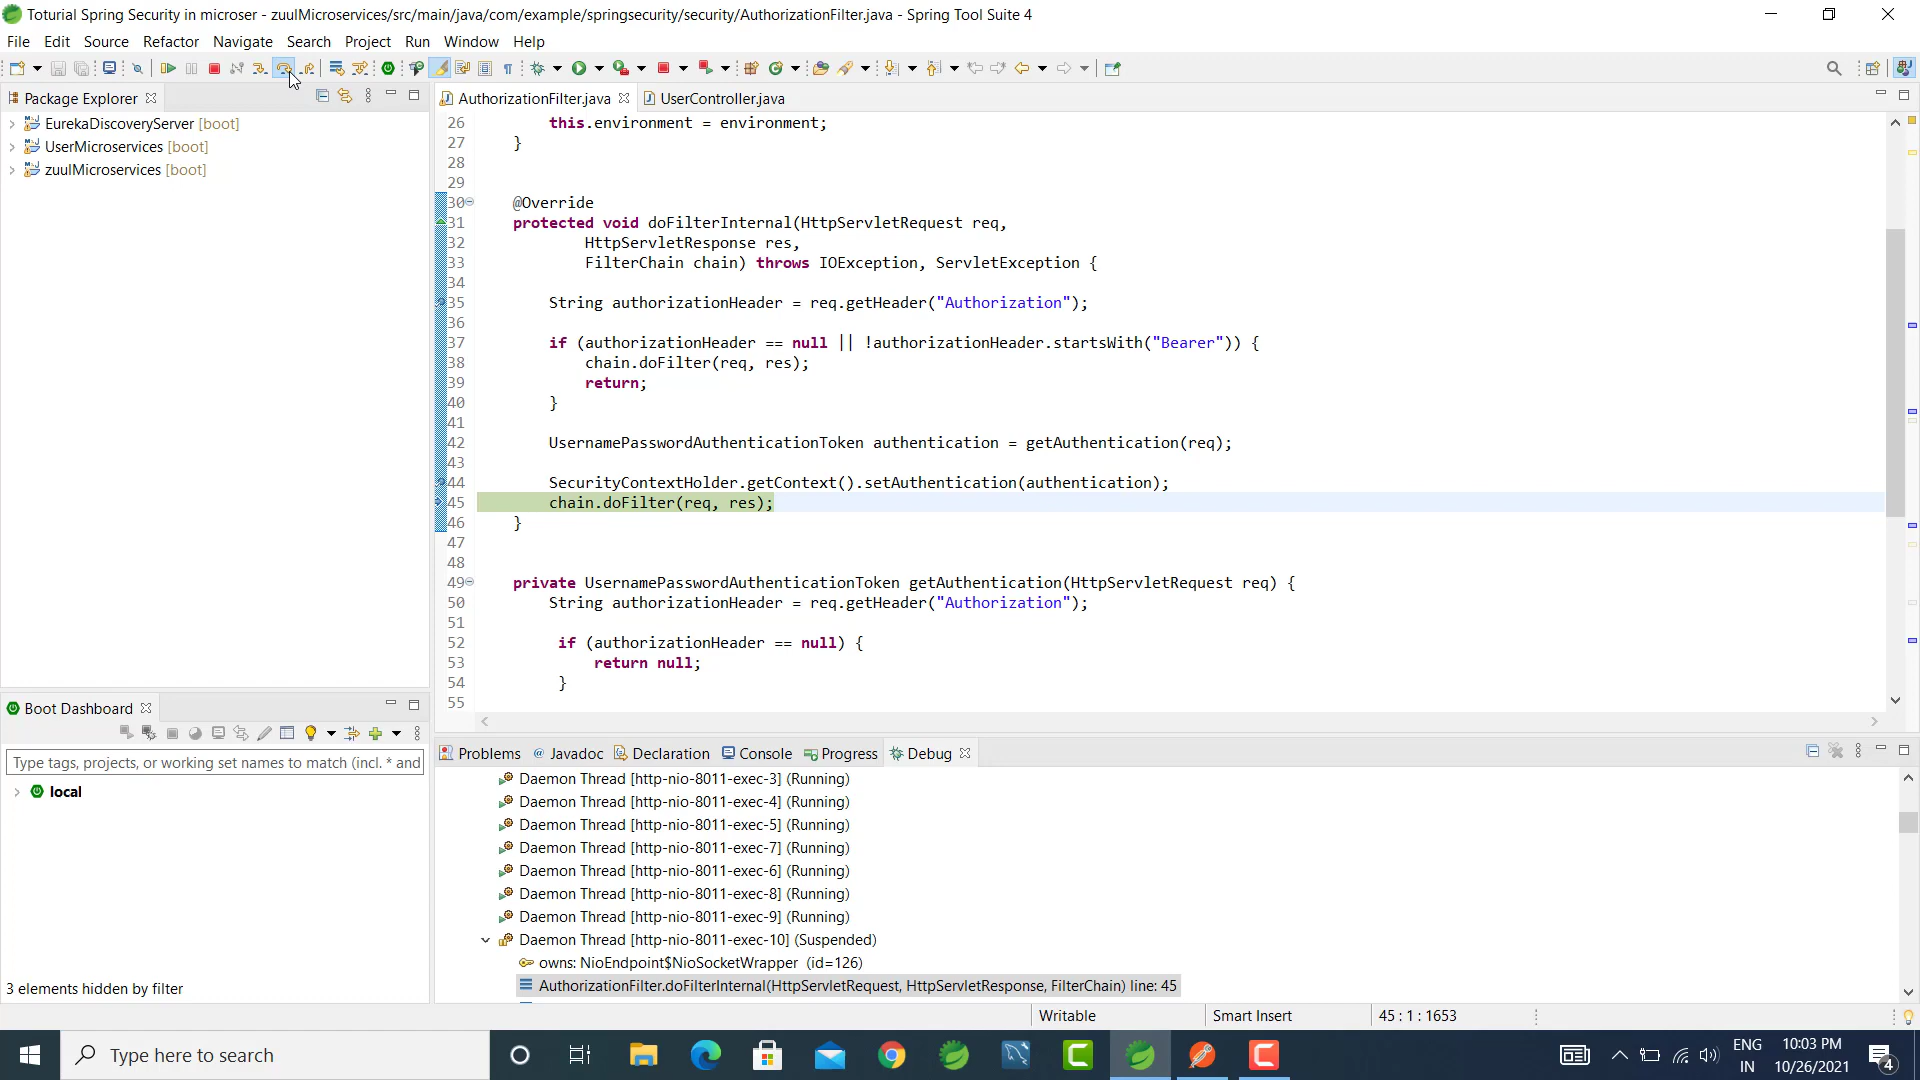 Toturial Spring Security in microser - zuulMicroservices/src/main/java/com/example/springsecurity/security/AuthorizationFilter.java - Spring Tool Suite 4
File Edit Source Refactor Navigate Search Project Run Window Help
Package Explorer
EurekaDiscoveryServer [boot]
UserMicroservices [boot]
zuulMicroservices [boot]
AuthorizationFilter.java UserController.java
26 this.environment = environment;
27 }
28
29
30 @Override
31 protected void doFilterInternal(HttpServletRequest req,
32 HttpServletResponse res,
33 FilterChain chain) throws IOException, ServletException {
34
35 String authorizationHeader = req.getHeader("Authorization");
36
37 if (authorizationHeader == null || !authorizationHeader.startsWith("Bearer")) {
38 chain.doFilter(req, res);
39 return;
40 }
41
42 UsernamePasswordAuthenticationToken authentication = getAuthentication(req);
43
44 SecurityContextHolder.getContext().setAuthentication(authentication);
45 chain.doFilter(req, res);
46 }
47
48
49 private UsernamePasswordAuthenticationToken getAuthentication(HttpServletRequest req) {
50 String authorizationHeader = req.getHeader("Authorization");
51
52 if (authorizationHeader == null) {
53 return null;
54 }
55
Boot Dashboard
Type tags, projects, or working set names to match (incl. * and
local
3 elements hidden by filter
Problems @ Javadoc Declaration Console Progress Debug
Daemon Thread [http-nio-8011-exec-3] (Running)
Daemon Thread [http-nio-8011-exec-4] (Running)
Daemon Thread [http-nio-8011-exec-5] (Running)
Daemon Thread [http-nio-8011-exec-7] (Running)
Daemon Thread [http-nio-8011-exec-6] (Running)
Daemon Thread [http-nio-8011-exec-8] (Running)
Daemon Thread [http-nio-8011-exec-9] (Running)
Daemon Thread [http-nio-8011-exec-10] (Suspended)
owns: NioEndpoint$NioSocketWrapper (id=126)
AuthorizationFilter.doFilterInternal(HttpServletRequest, HttpServletResponse, FilterChain) line: 45
Writable Smart Insert 45 : 1 : 1653
Type here to search
ENG
IN
10:03 PM
10/26/2021
4